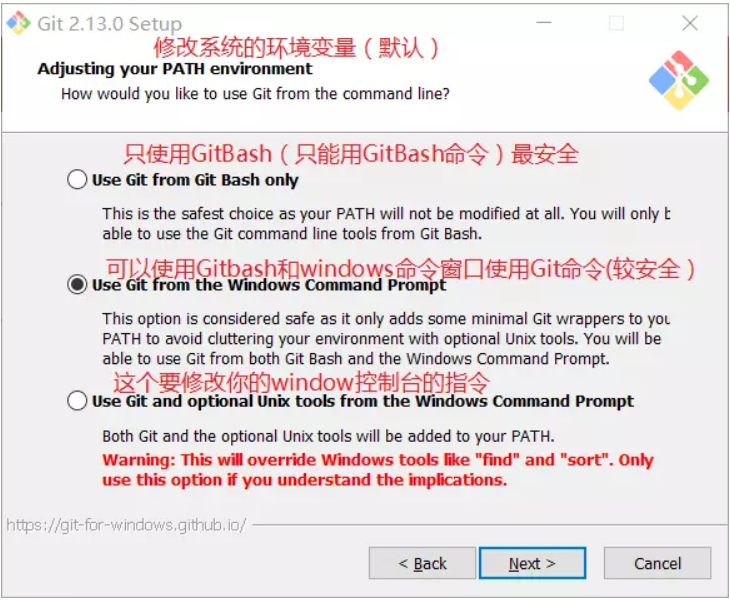 Git 2.13.0 Setup
修改系统的环境变量（默认）
Adjusting your PATH environment
How would you like to use Git from the command line?
只使用GitBash（只能用GitBash命令）最安全
Use Git from Git Bash only
This is the safest choice as your PATH will not be modified at all. You will only b
able to use the Git command line tools from Git Bash.
可以使用Gitbash和windows命令窗口使用Git命令(较安全）
Use Git from the Windows Command Prompt
This option is considered safe as it only adds some minimal Git wrappers to you
PATH to avoid cluttering your environment with optional Unix tools. You will be
able to use Git from both Git Bash and the Windows Command Prompt.
这个要修改你的window控制台的指令
Use Git and optional Unix tools from the Windows Command Prompt
Both Git and the optional Unix tools will be added to your PATH.
Warning: This will override Windows tools like "find" and "sort". Only
use this option if you understand the implications.
https://git-for-windows.github.io/
< Back
Next >
Cancel